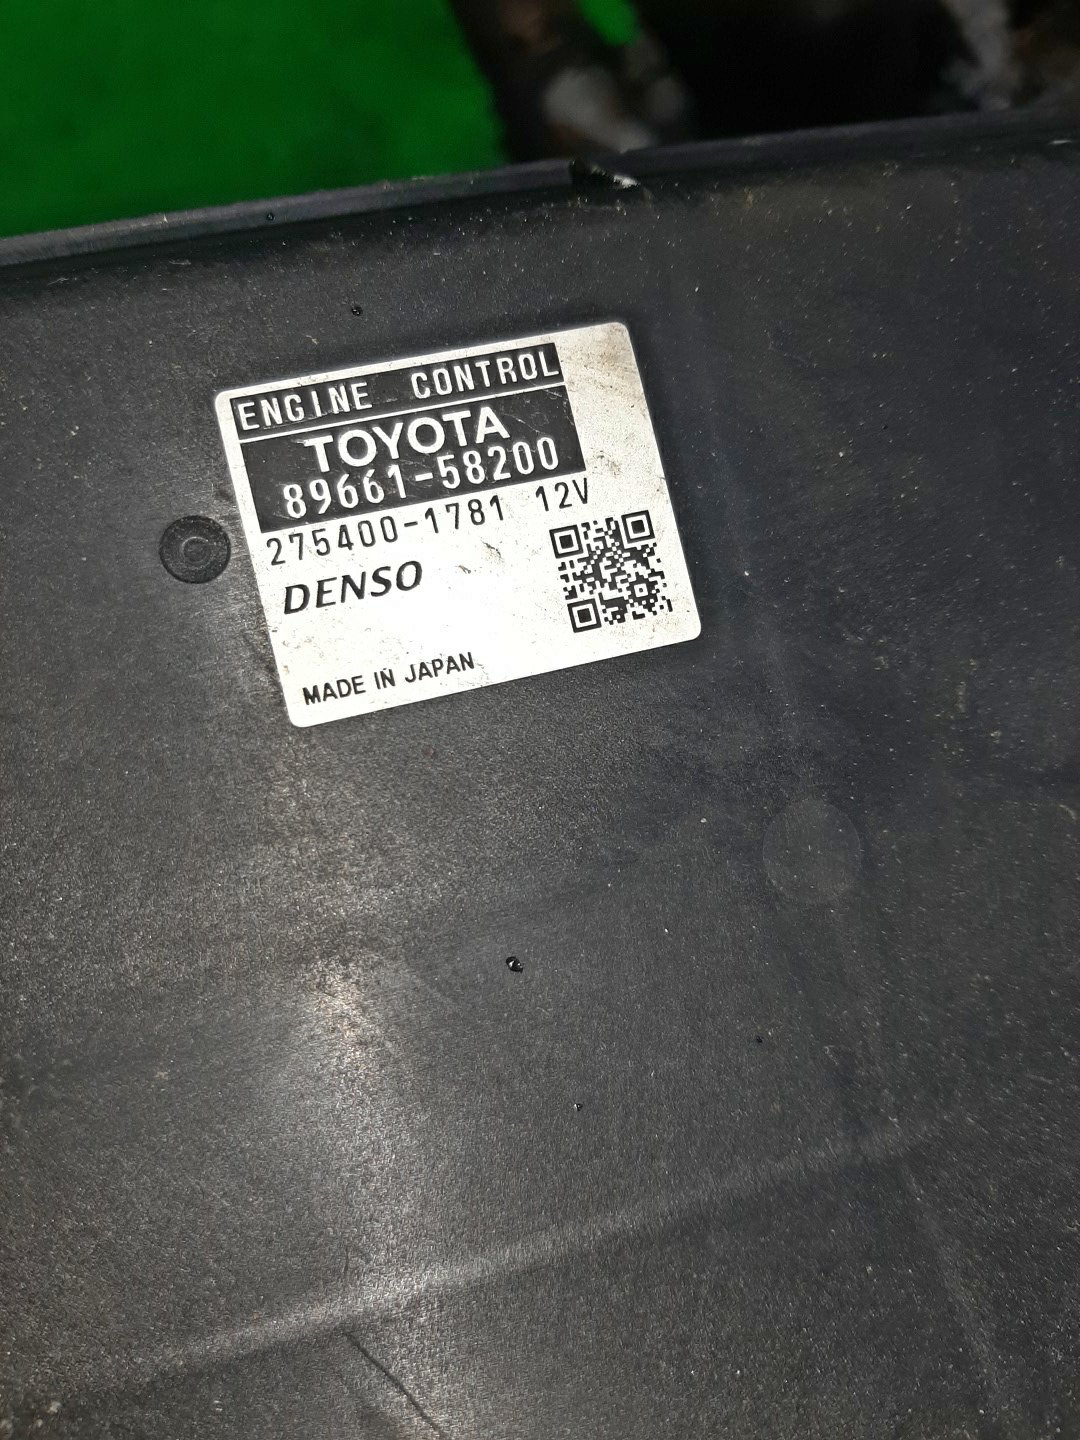 ENGINE CONTROL
TOYOTA
89661-58200
275400-1781 12V
DENSO
MADE IN JAPAN